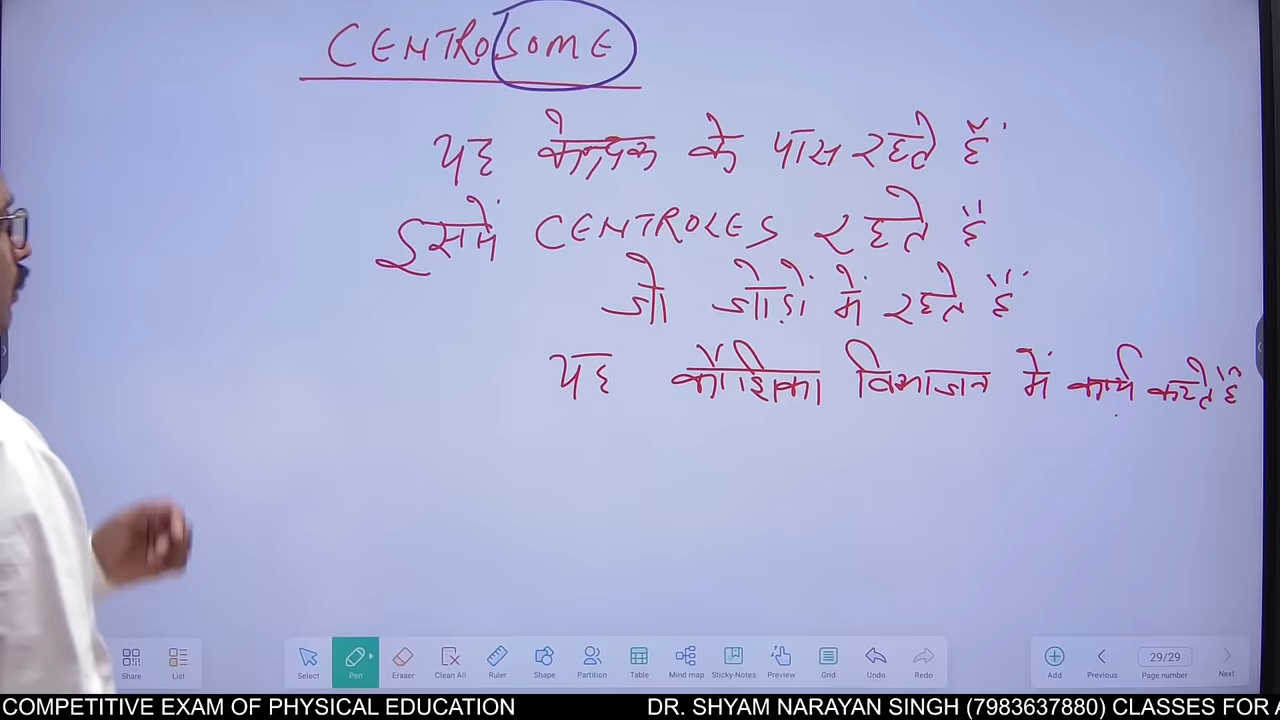 CENTROSOME
यह केन्द्रक के पास रहते हैं
इसमें CENTROLES रहते हैं
जो जोड़ों में रहते हैं
यह कोशिका विभाजन में कार्य करते हैं
Share List Select Pen Eraser Clean All Ruler Shape Partition Table Mind map Sticky-Notes Preview Grid Undo Redo Add Previous 29/29 Page number Next
COMPETITIVE EXAM OF PHYSICAL EDUCATION DR. SHYAM NARAYAN SINGH (7983637880) CLASSES FOR A